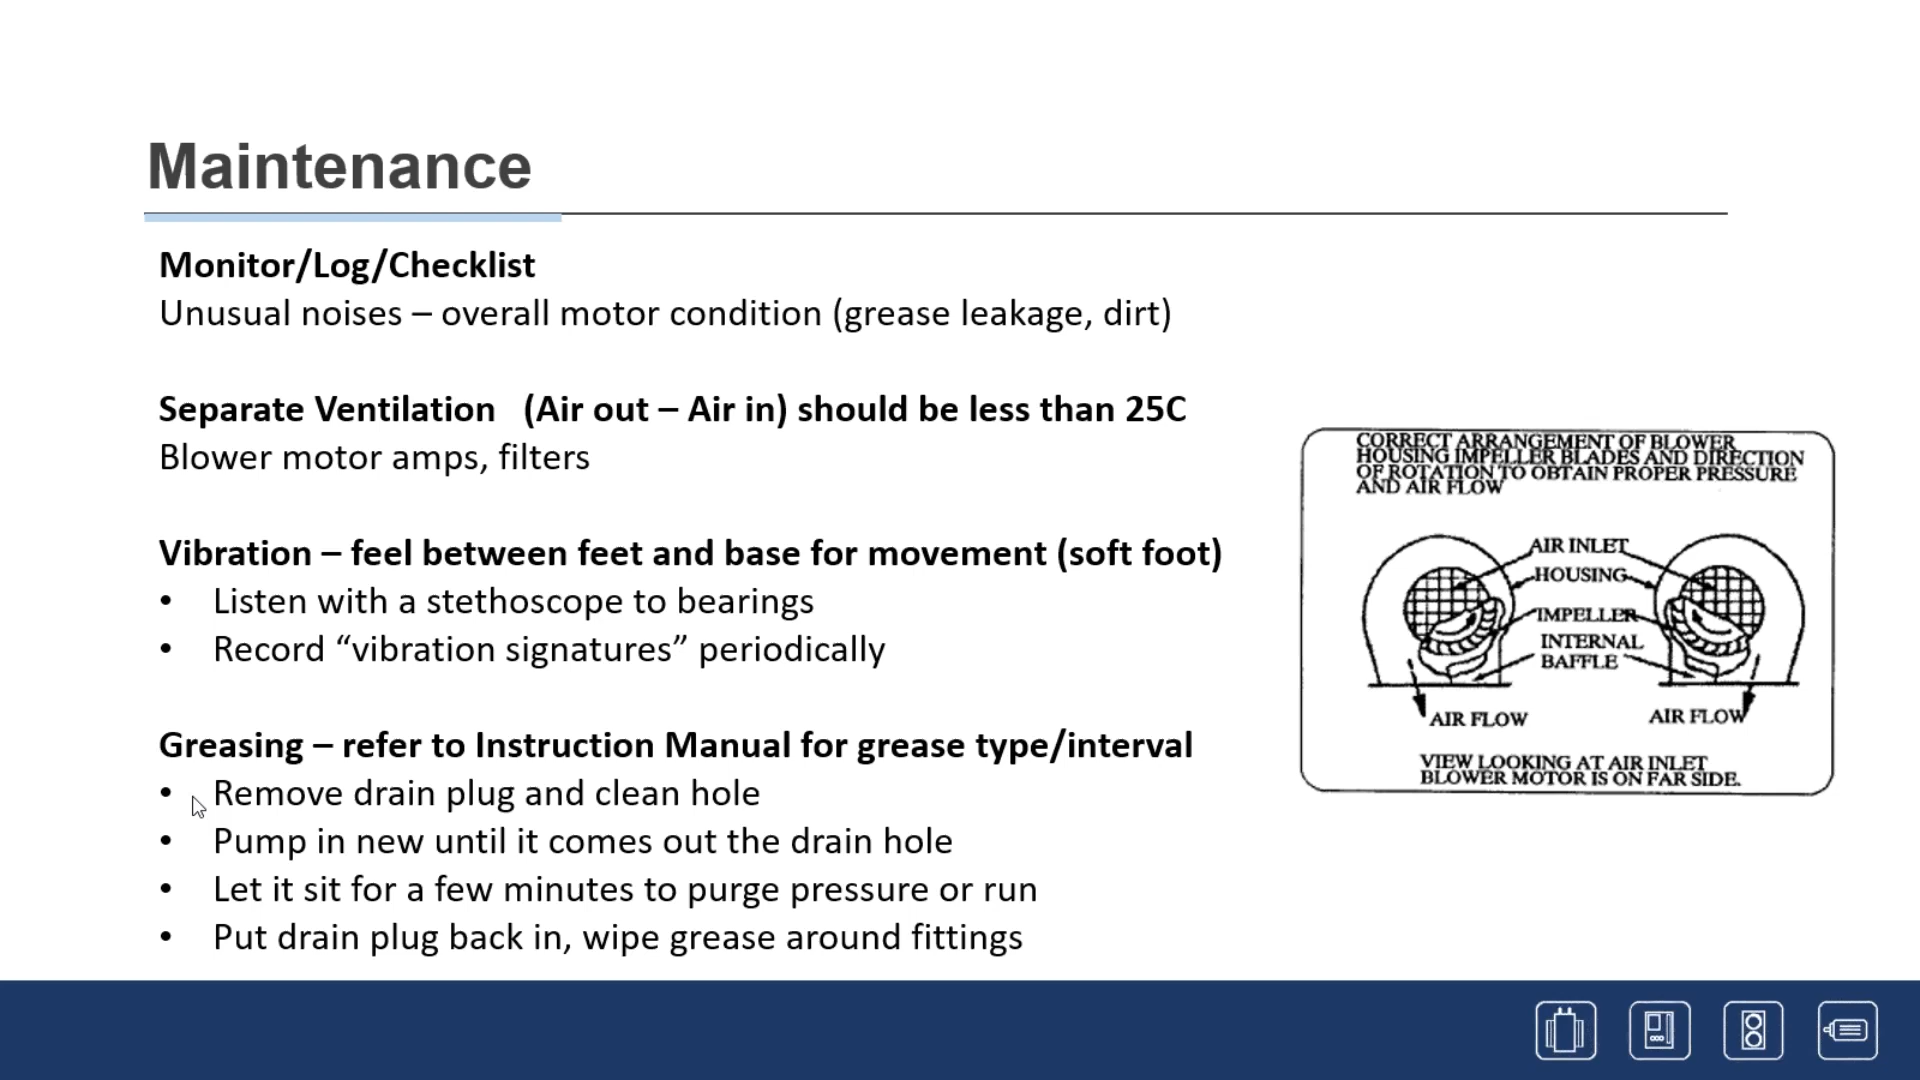 Maintenance
Monitor/Log/Checklist
Unusual noises – overall motor condition (grease leakage, dirt)
Separate Ventilation (Air out – Air in) should be less than 25C
Blower motor amps, filters
Vibration – feel between feet and base for movement (soft foot)
• Listen with a stethoscope to bearings
• Record “vibration signatures” periodically
Greasing – refer to Instruction Manual for grease type/interval
• Remove drain plug and clean hole
• Pump in new until it comes out the drain hole
• Let it sit for a few minutes to purge pressure or run
• Put drain plug back in, wipe grease around fittings
CORRECT ARRANGEMENT OF BLOWER
HOUSING IMPELLER BLADES AND DIRECTION
OF ROTATION TO OBTAIN PROPER PRESSURE
AND AIR FLOW
AIR INLET
HOUSING
IMPELLER
INTERNAL
BAFFLE
AIR FLOW
AIR FLOW
VIEW LOOKING AT AIR INLET
BLOWER MOTOR IS ON FAR SIDE.